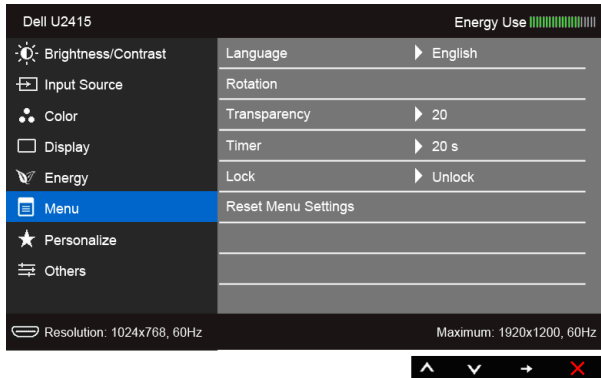 Dell U2415
Energy Use
Brightness/Contrast
Input Source
Color
Display
Energy
Menu
Personalize
Others
Language English
Rotation
Transparency 20
Timer 20 s
Lock Unlock
Reset Menu Settings
Resolution: 1024x768, 60Hz
Maximum: 1920x1200, 60Hz